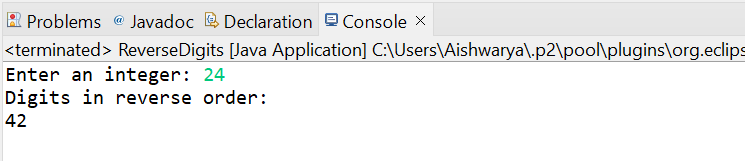 Problems @ Javadoc Declaration Console ×
<terminated> ReverseDigits [Java Application] C:\Users\Aishwarya\.p2\pool\plugins\org.eclips
Enter an integer: 24
Digits in reverse order:
42